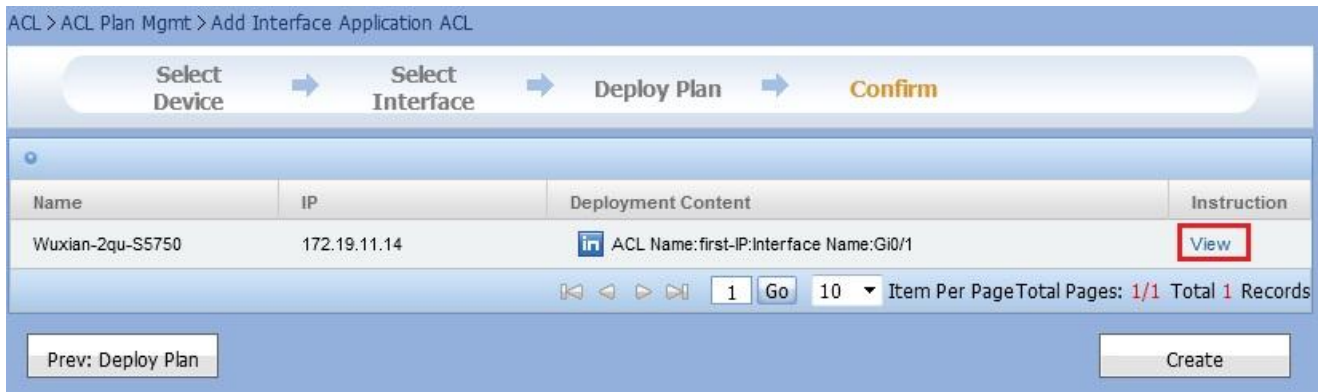 ACL > ACL Plan Mgmt > Add Interface Application ACL
Select Device
Select Interface
Deploy Plan
Confirm
Name IP Deployment Content Instruction
Wuxian-2qu-S5750 172.19.11.14 in ACL Name:first-IP:Interface Name:Gi0/1 View
1 Go 10 Item Per PageTotal Pages: 1/1 Total 1 Records
Prev: Deploy Plan Create